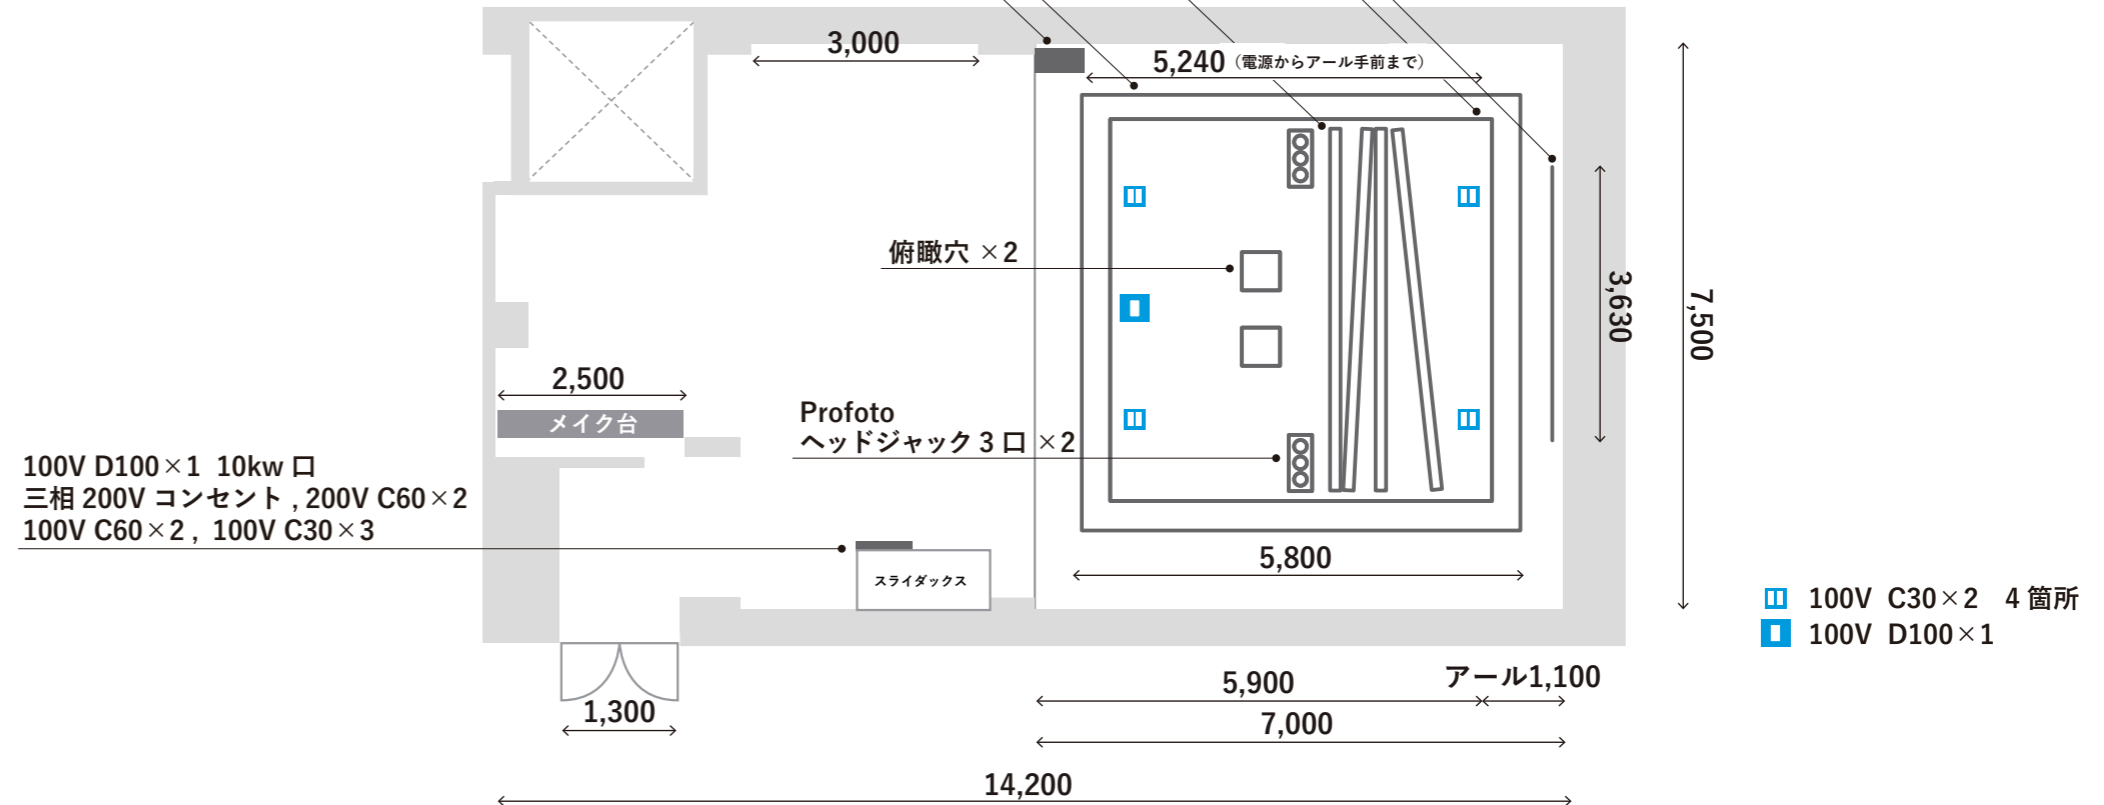 3,000
5,240（電源からアール手前まで）
俯瞰穴 ×2
3,630
7,500
2,500
メイク台
Profoto
ヘッドジャック 3 口 ×2
100V D100×1 10kw 口
三相 200V コンセント , 200V C60×2
100V C60×2 , 100V C30×3
スライダックス
5,800
100V C30×2 4 箇所
100V D100×1
アール1,100
5,900
1,300
7,000
14,200